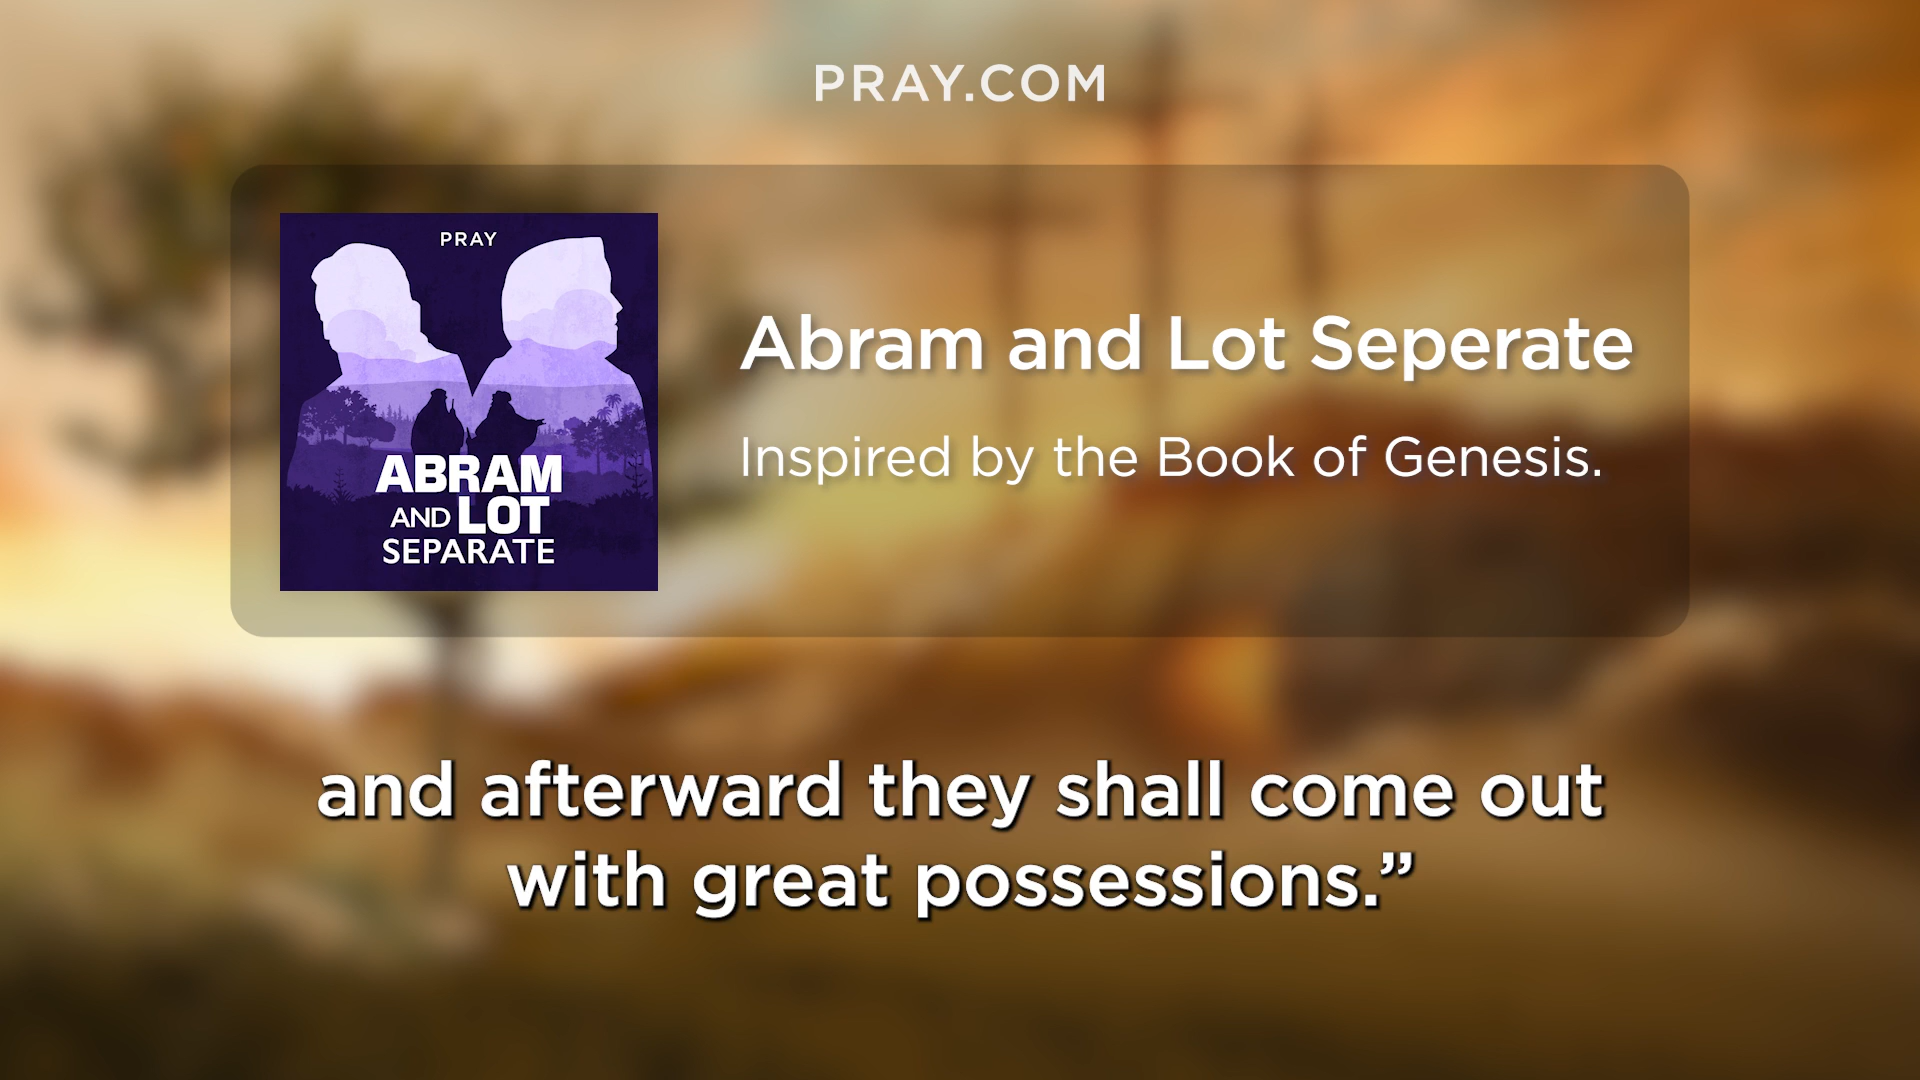 PRAY.COM
PRAY
ABRAM
AND LOT
SEPARATE
Abram and Lot Seperate
Inspired by the Book of Genesis.
and afterward they shall come out
with great possessions.”